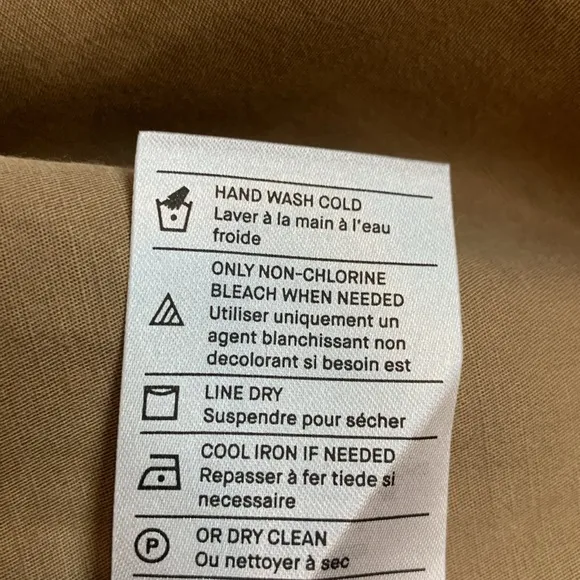 HAND WASH COLD
Laver à la main à l'eau
froide
ONLY NON-CHLORINE
BLEACH WHEN NEEDED
Utiliser uniquement un
agent blanchissant non
decolorant si besoin est
LINE DRY
Suspendre pour sécher
COOL IRON IF NEEDED
Repasser à fer tiede si
necessaire
P
OR DRY CLEAN
Ou nettoyer à sec